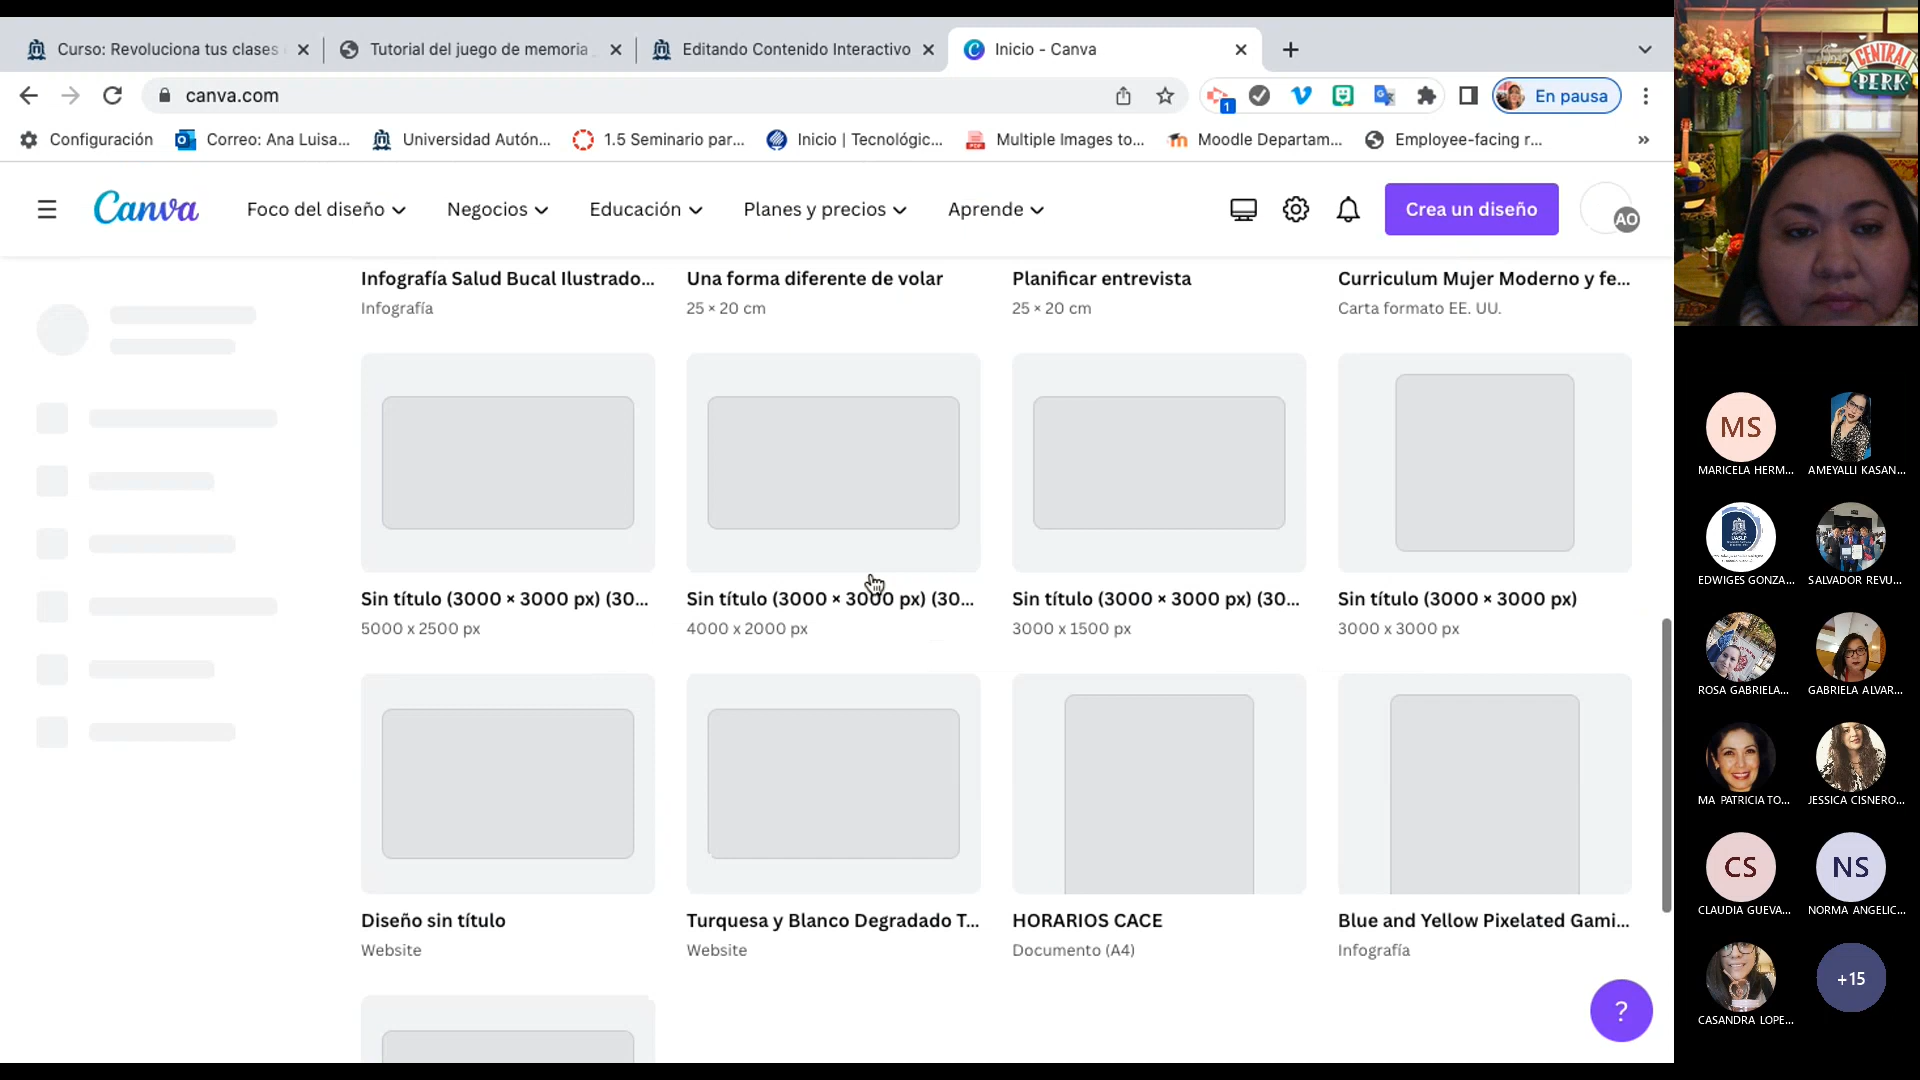 Curso: Revoluciona tus clases
Tutorial del juego de memoria
Editando Contenido Interactivo
Inicio - Canva
canva.com
1
En pausa
Configuración
Correo: Ana Luisa...
Universidad Autón...
1.5 Seminario par...
Inicio | Tecnológic...
Multiple Images to...
Moodle Departam...
Employee-facing r...
»
Canva
Foco del diseño
Negocios
Educación
Planes y precios
Aprende
Crea un diseño
AO
Infografía Salud Bucal Ilustrado...
Una forma diferente de volar
Planificar entrevista
Curriculum Mujer Moderno y fe...
Infografía
25 × 20 cm
25 × 20 cm
Carta formato EE. UU.
Sin título (3000 × 3000 px) (30...
Sin título (3000 × 3000 px) (30...
Sin título (3000 × 3000 px) (30...
Sin título (3000 × 3000 px)
5000 x 2500 px
4000 x 2000 px
3000 x 1500 px
3000 x 3000 px
Diseño sin título
Turquesa y Blanco Degradado T...
HORARIOS CACE
Blue and Yellow Pixelated Gami...
Website
Website
Documento (A4)
Infografía
?
CENTRAL
PERK
MS
MARICELA HERM...
AMEYALLI KASAN...
UASLP
EDWIGES GONZA...
SALVADOR REVU...
ROSA GABRIELA...
GABRIELA ALVAR...
MA PATRICIA TO...
JESSICA CISNERO...
CS
CLAUDIA GUEVA...
NS
NORMA ANGELIC...
CASANDRA LOPE...
+15